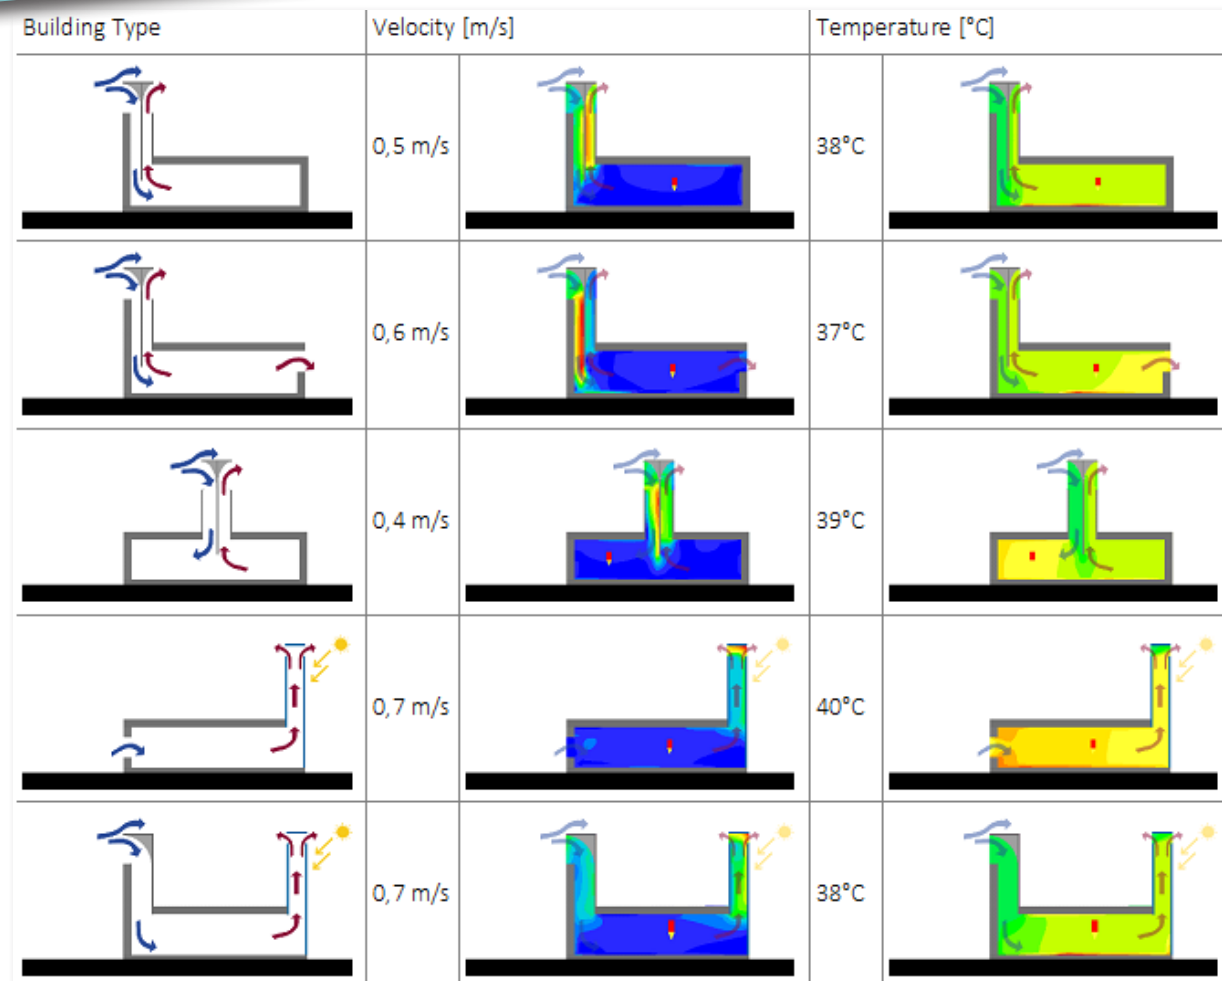 Building Type Velocity [m/s] Temperature [°C]
0,5 m/s 38°C
0,6 m/s 37°C
0,4 m/s 39°C
0,7 m/s 40°C
0,7 m/s 38°C